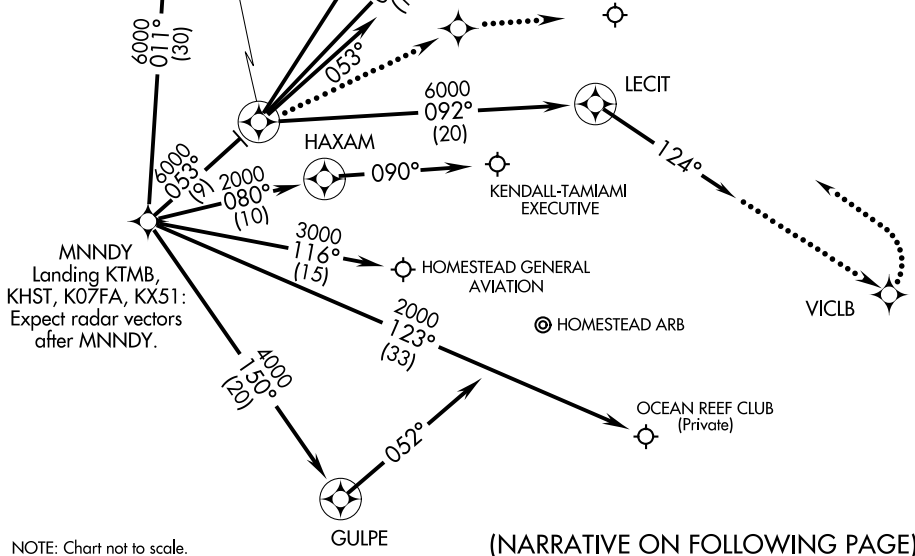 6000
011°
(30)
053°
6000
092°
(20)
LECIT
HAXAM
124°
6000
053°
(9)
2000
080°
(10)
090°
KENDALL-TAMIAMI
EXECUTIVE
MNNDY
Landing KTMB,
KHST, K07FA, KX51:
Expect radar vectors
after MNNDY.
3000
116°
(15)
HOMESTEAD GENERAL
AVIATION
VICLB
2000
123°
(33)
HOMESTEAD ARB
4000
150°
(20)
OCEAN REEF CLUB
(Private)
052°
GULPE
NOTE: Chart not to scale.
(NARRATIVE ON FOLLOWING PAGE)